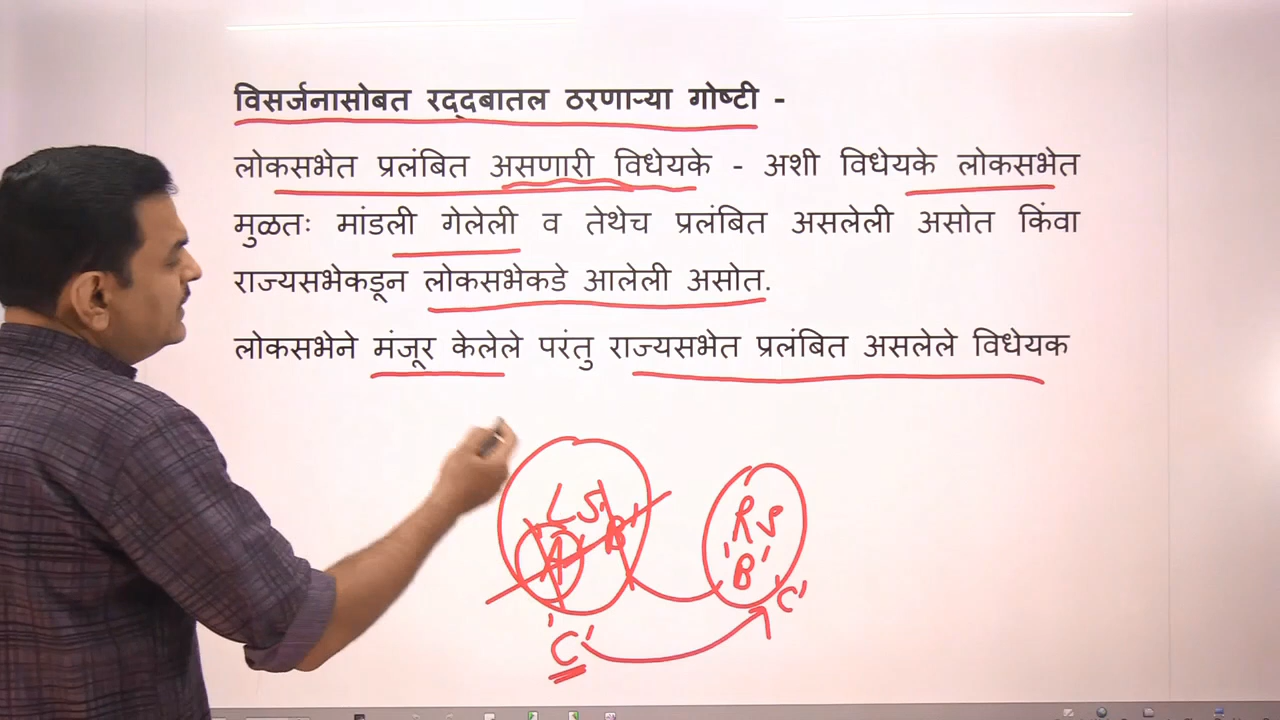 विसर्जनासोबत रद्दबातल ठरणाऱ्या गोष्टी -
लोकसभेत प्रलंबित असणारी विधेयके - अशी विधेयके लोकसभेत
मुळतः मांडली गेलेली व तेथेच प्रलंबित असलेली असोत किंवा
राज्यसभेकडून लोकसभेकडे आलेली असोत.
लोकसभेने मंजूर केलेले परंतु राज्यसभेत प्रलंबित असलेले विधेयक
LS RS
A B 'B'
'C' C'